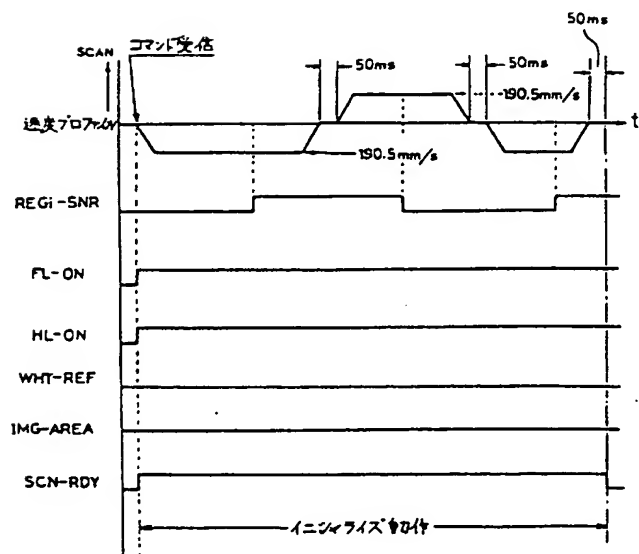 50ms
SCAN
コマンド受信
50ms
50ms
190.5mm/s
速度プロファイル
t
190.5mm/s
REGi-SNR
FL-ON
HL-ON
WHT-REF
IMG-AREA
SCN-RDY
イニシャライズ動作